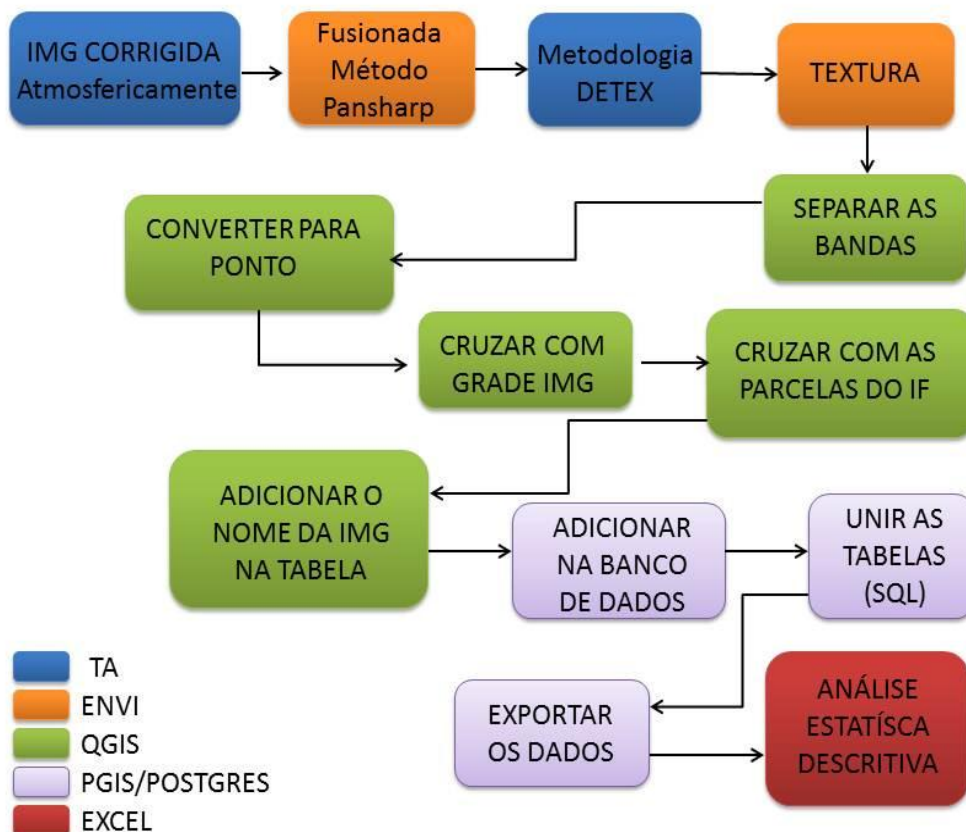 IMG CORRIGIDA
Atmosfericamente
Fusionada
Método
Pansharp
Metodologia
DETEX
TEXTURA
SEPARAR AS
BANDAS
CONVERTER PARA
PONTO
CRUZAR COM
GRADE IMG
CRUZAR COM AS
PARCELAS DO IF
ADICIONAR O
NOME DA IMG
NA TABELA
ADICIONAR
NA BANCO
DE DADOS
UNIR AS
TABELAS
(SQL)
EXPORTAR
OS DADOS
ANÁLISE
ESTATÍSCA
DESCRITIVA
TA
ENVI
QGIS
PGIS/POSTGRES
EXCEL